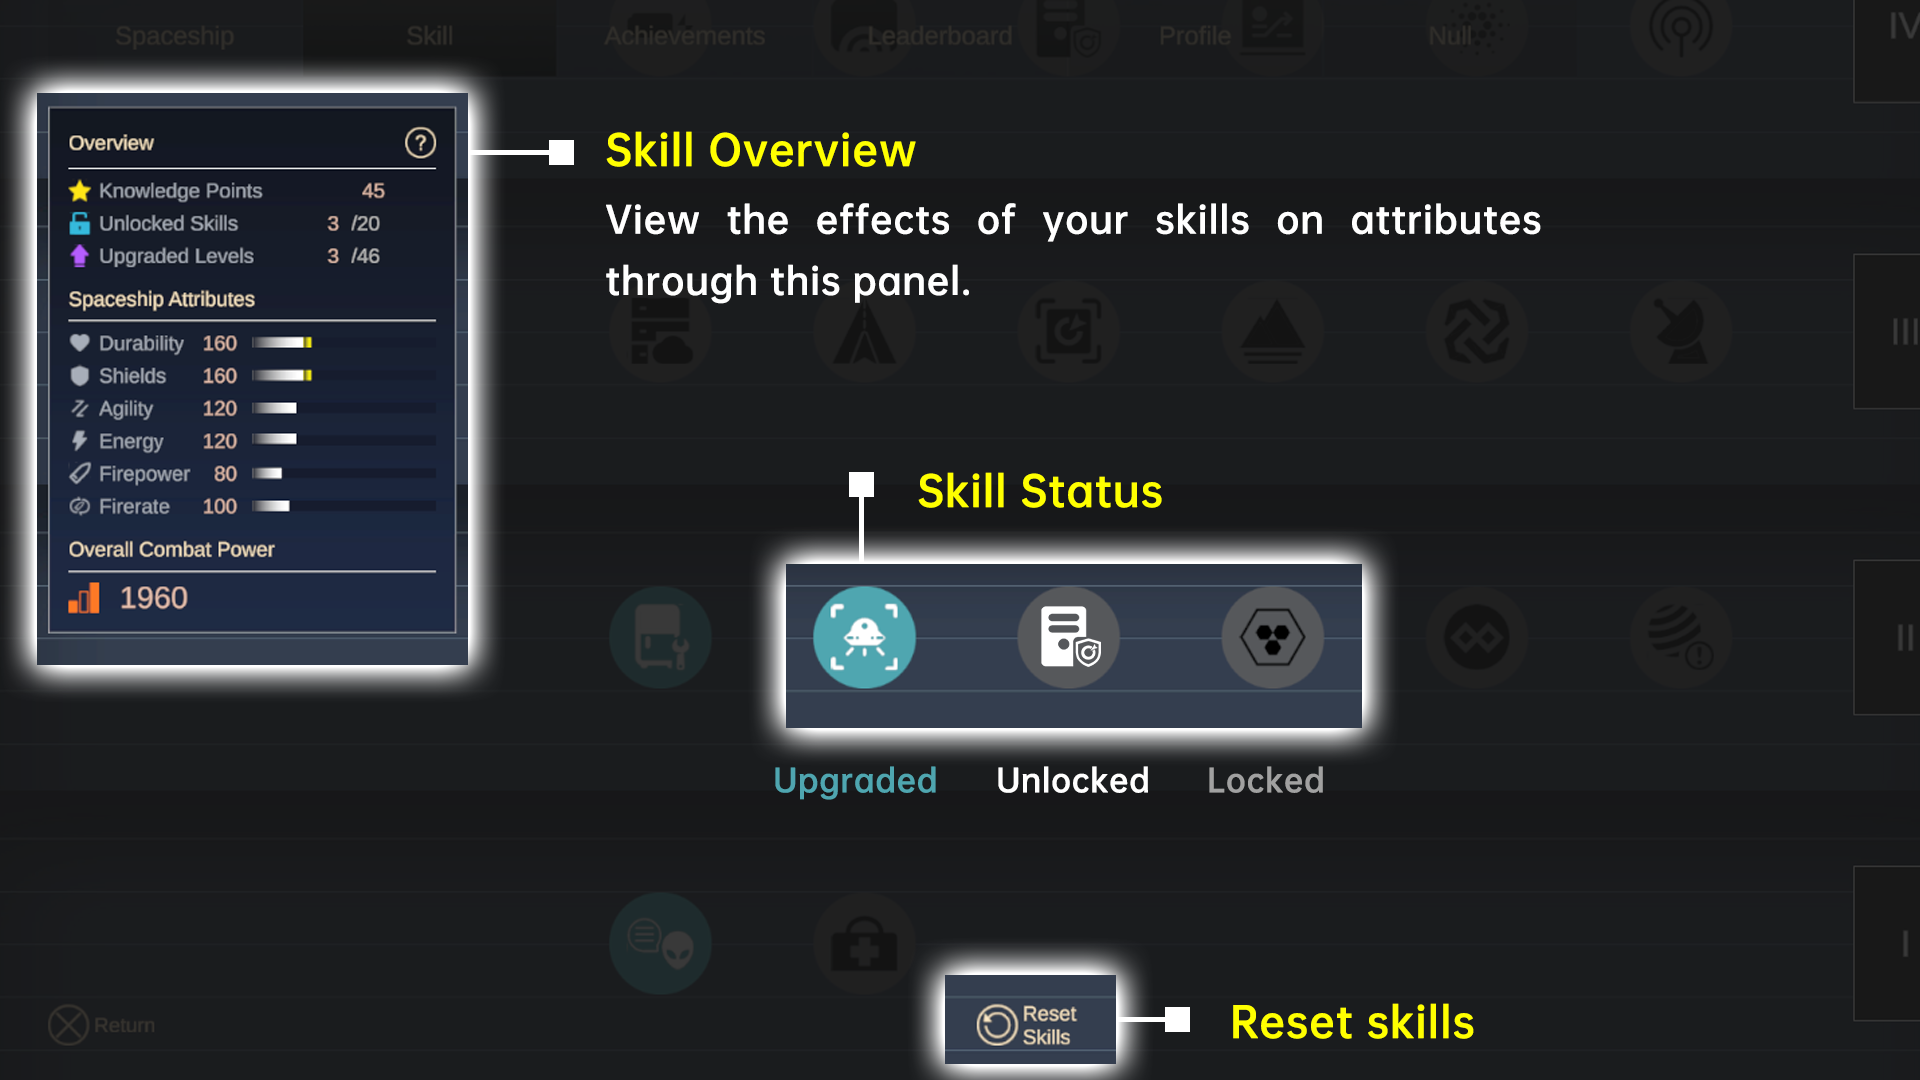 Spaceship Skill Achievements Leaderboard Profile Null
IV
Overview ?
Knowledge Points 45
Unlocked Skills 3 /20
Upgraded Levels 3 /46
Spaceship Attributes
Durability 160
Shields 160
Agility 120
Energy 120
Firepower 80
Firerate 100
Overall Combat Power
1960
Skill Overview
View the effects of your skills on attributes
through this panel.
III
Skill Status
II
Upgraded Unlocked Locked
I
Return
Reset
Skills
Reset skills